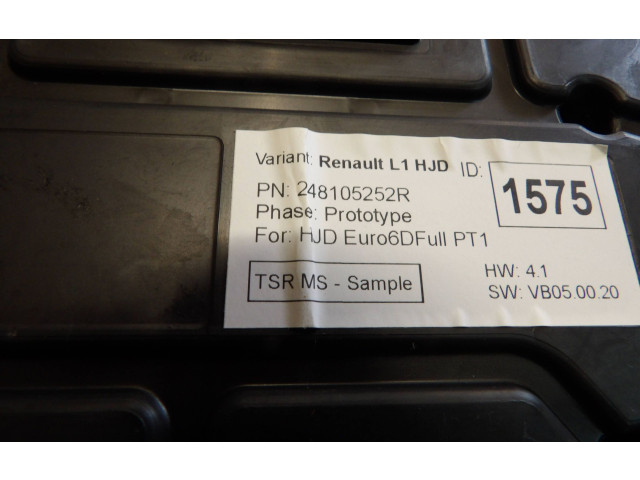 Variant: Renault L1 HJD ID: 1575
PN: 248105252R
Phase: Prototype
For: HJD Euro6DFull PT1
TSR MS - Sample
HW: 4.1
SW: VB05.00.20